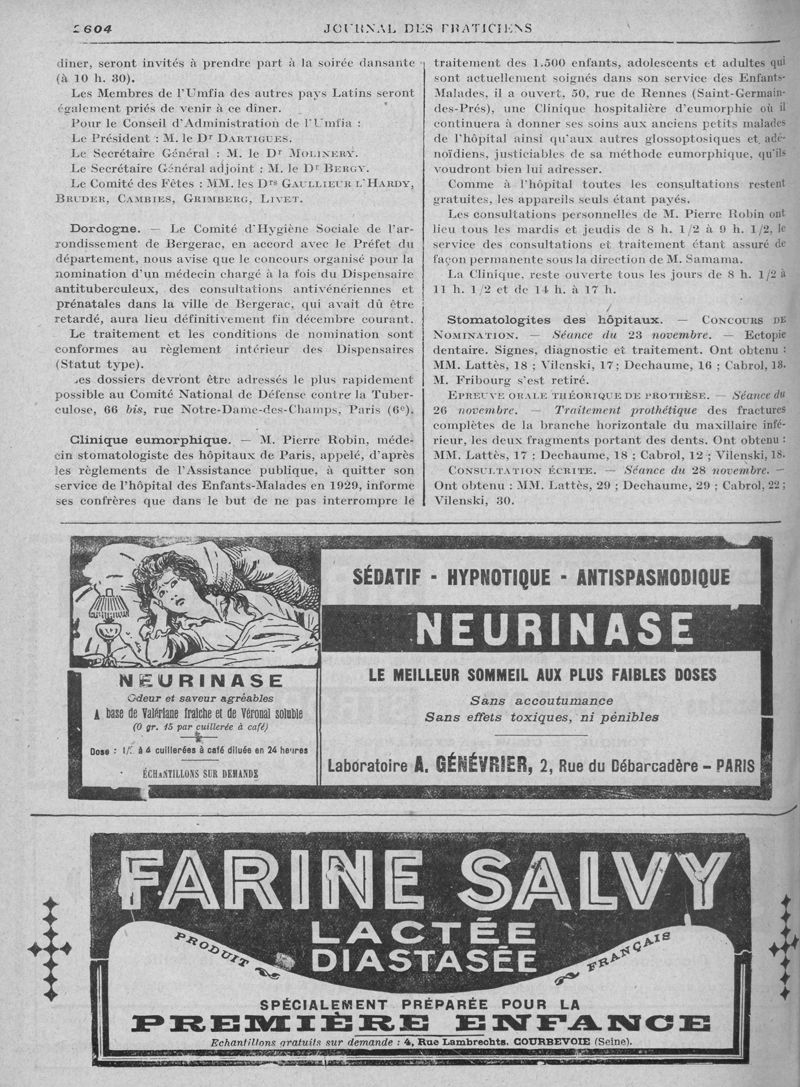 2604
JOURNAL DES PRATICIENS
dîner, seront invités à prendre part à la soirée dansante
(à 10 h. 30).
Les Membres de l'Umfia des autres pays Latins seront
également priés de venir à ce dîner.
Pour le Conseil d'Administration de l'Umfia :
Le Président : M. le Dr DARTIGUES.
Le Secrétaire Général : M. le Dr MOLINERY.
Le Secrétaire Général adjoint : M. le Dr BERGY.
Le Comité des Fêtes : MM. les Drs GAULLIEUR L'HARDY,
BRUDER, CAMBIES, GRIMBERG, LIVET.
Dordogne. — Le Comité d'Hygiène Sociale de l'ar-
rondissement de Bergerac, en accord avec le Préfet du
département, nous avise que le concours organisé pour la
nomination d'un médecin chargé à la fois du Dispensaire
antituberculeux, des consultations antivénériennes et
prénatales dans la ville de Bergerac, qui avait dû être
retardé, aura lieu définitivement fin décembre courant.
Le traitement et les conditions de nomination sont
conformes au règlement intérieur des Dispensaires
(Statut type).
Les dossiers devront être adressés le plus rapidement
possible au Comité National de Défense contre la Tuber-
culose, 66 bis, rue Notre-Dame-des-Champs, Paris (6e).
Clinique eumorphique. — M. Pierre Robin, méde-
cin stomatologiste des hôpitaux de Paris, appelé, d'après
les règlements de l'Assistance publique, à quitter son
service de l'hôpital des Enfants-Malades en 1929, informe
ses confrères que dans le but de ne pas interrompre le
traitement des 1.500 enfants, adolescents et adultes qui
sont actuellement soignés dans son service des Enfants-
Malades, il a ouvert, 50, rue de Rennes (Saint-Germain-
des-Prés), une Clinique hospitalière d'eumorphie où il
continuera à donner ses soins aux anciens petits malades
de l'hôpital ainsi qu'aux autres glossoptosiques et adé-
noïdiens, justiciables de sa méthode eumorphique, qu'ils
voudront bien lui adresser.
Comme à l'hôpital toutes les consultations restent
gratuites, les appareils seuls étant payés.
Les consultations personnelles de M. Pierre Robin ont
lieu tous les mardis et jeudis de 8 h. 1/2 à 9 h. 1/2, le
service des consultations et traitement étant assuré de
façon permanente sous la direction de M. Samama.
La Clinique, reste ouverte tous les jours de 8 h. 1/2 à
11 h. 1/2 et de 14 h. à 17 h.
Stomatologites des hôpitaux. — CONCOURS DE
NOMINATION. — Séance du 23 novembre. — Ectopie
dentaire. Signes, diagnostic et traitement. Ont obtenu :
MM. Lattès, 18 ; Vilenski, 17 ; Dechaume, 16 ; Cabrol, 18.
M. Fribourg s'est retiré.
EPREUVE ORALE THÉORIQUE DE PROTHÈSE. — Séance du
26 novembre. — Traitement prothétique des fractures
complètes de la branche horizontale du maxillaire infé-
rieur, les deux fragments portant des dents. Ont obtenu :
MM. Lattès, 17 ; Dechaume, 18 ; Cabrol, 12 ; Vilenski, 18.
CONSULTATION ÉCRITE. — Séance du 28 novembre. —
Ont obtenu : MM. Lattès, 29 ; Dechaume, 29 ; Cabrol, 22 ;
Vilenski, 30.
NEURINASE
Odeur et saveur agréables
A base de Valériane fraîche et de Véronal soluble
(0 gr. 15 par cuillerée à café)
Dose : 1/2 à 4 cuillerées à café diluée en 24 heures
ÉCHANTILLONS SUR DEMANDE
SÉDATIF - HYPNOTIQUE - ANTISPASMODIQUE
NEURINASE
LE MEILLEUR SOMMEIL AUX PLUS FAIBLES DOSES
Sans accoutumance
Sans effets toxiques, ni pénibles
Laboratoire A. GÉNÉVRIER, 2, Rue du Débarcadère – PARIS
FARINE SALVY
LACTÉE
DIASTASÉE
PRODUIT FRANÇAIS
SPÉCIALEMENT PRÉPARÉE POUR LA
PREMIÈRE ENFANCE
Echantillons gratuits sur demande : 4, Rue Lambrechts. COURBEVOIE (Seine).